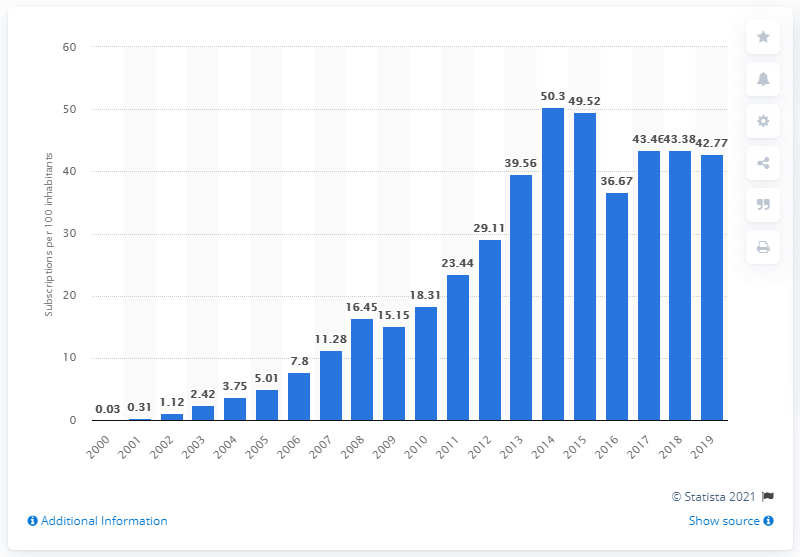 60
50
40
30
20
10
0
Subscriptions per 100 inhabitants
0.03 0.31 1.12 2.42 3.75 5.01 7.8 11.28 16.45 15.15 18.31 23.44 29.11 39.56 50.3 49.52 36.67 43.46 43.38 42.77
2000 2001 2002 2003 2004 2005 2006 2007 2008 2009 2010 2011 2012 2013 2014 2015 2016 2017 2018 2019
© Statista 2021
Additional Information
Show source